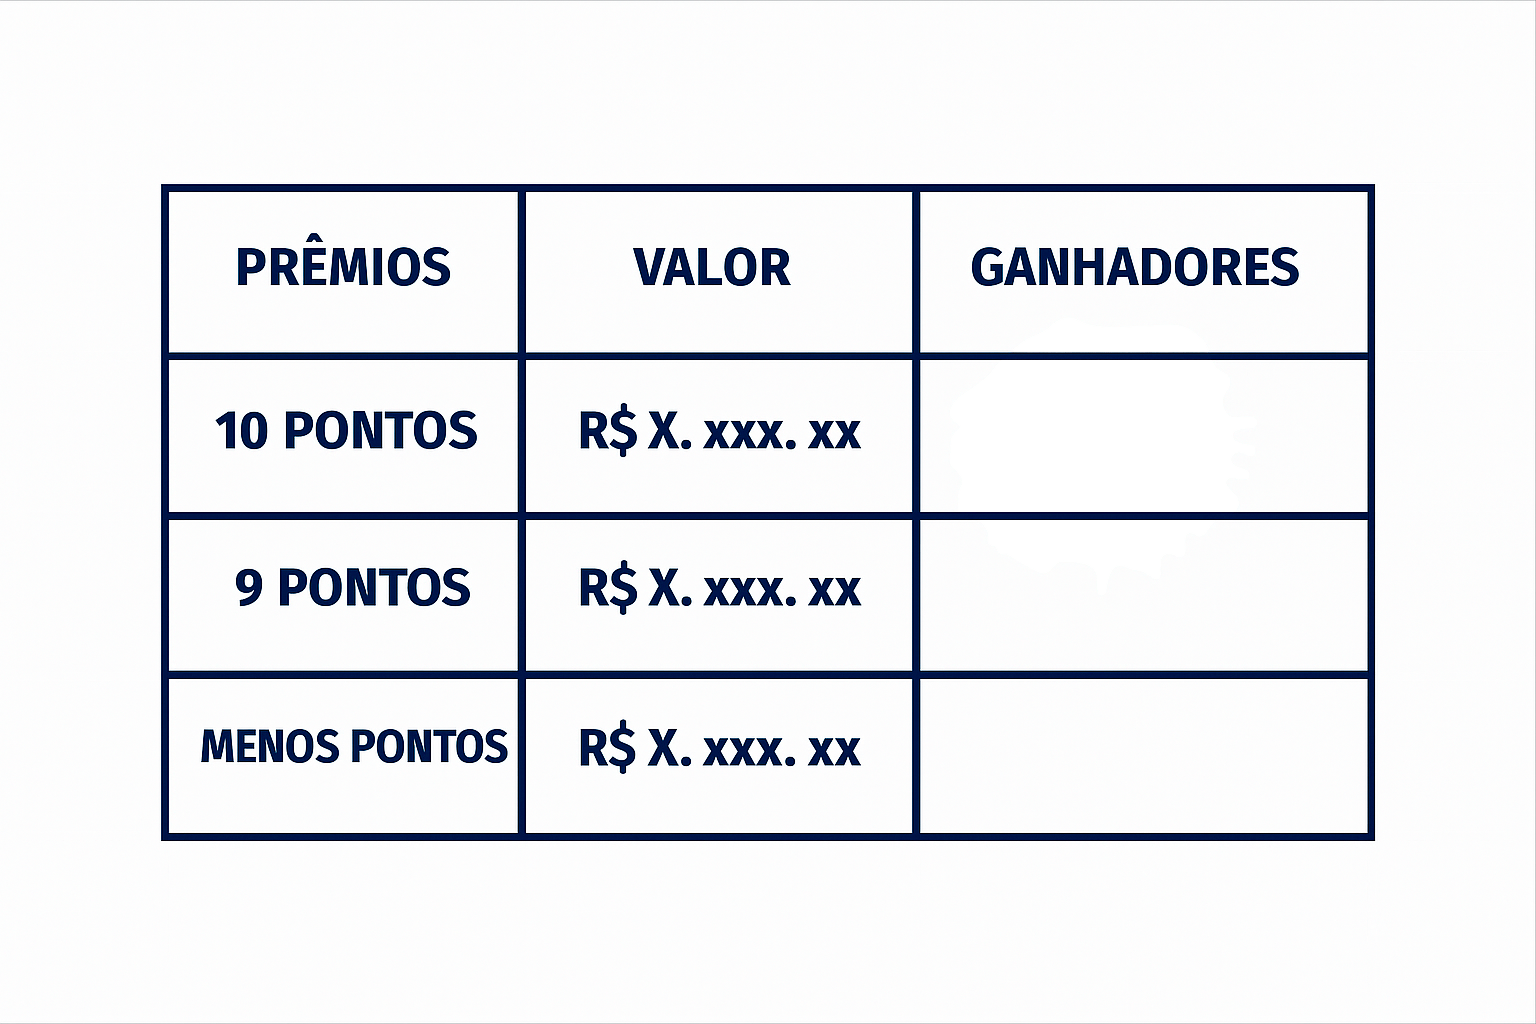 PRÊMIOS VALOR GANHADORES
10 PONTOS R$ X. xxx. xx
9 PONTOS R$ X. xxx. xx
MENOS PONTOS R$ X. xxx. xx